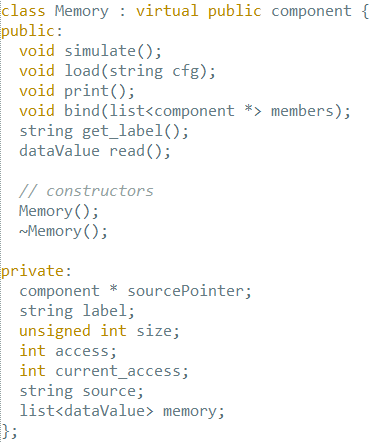 class Memory : virtual public component {
public:
  void simulate();
  void load(string cfg);
  void print();
  void bind(list<component *> members);
  string get_label();
  dataValue read();

  // constructors
  Memory();
  ~Memory();

private:
  component * sourcePointer;
  string label;
  unsigned int size;
  int access;
  int current_access;
  string source;
  list<dataValue> memory;
};